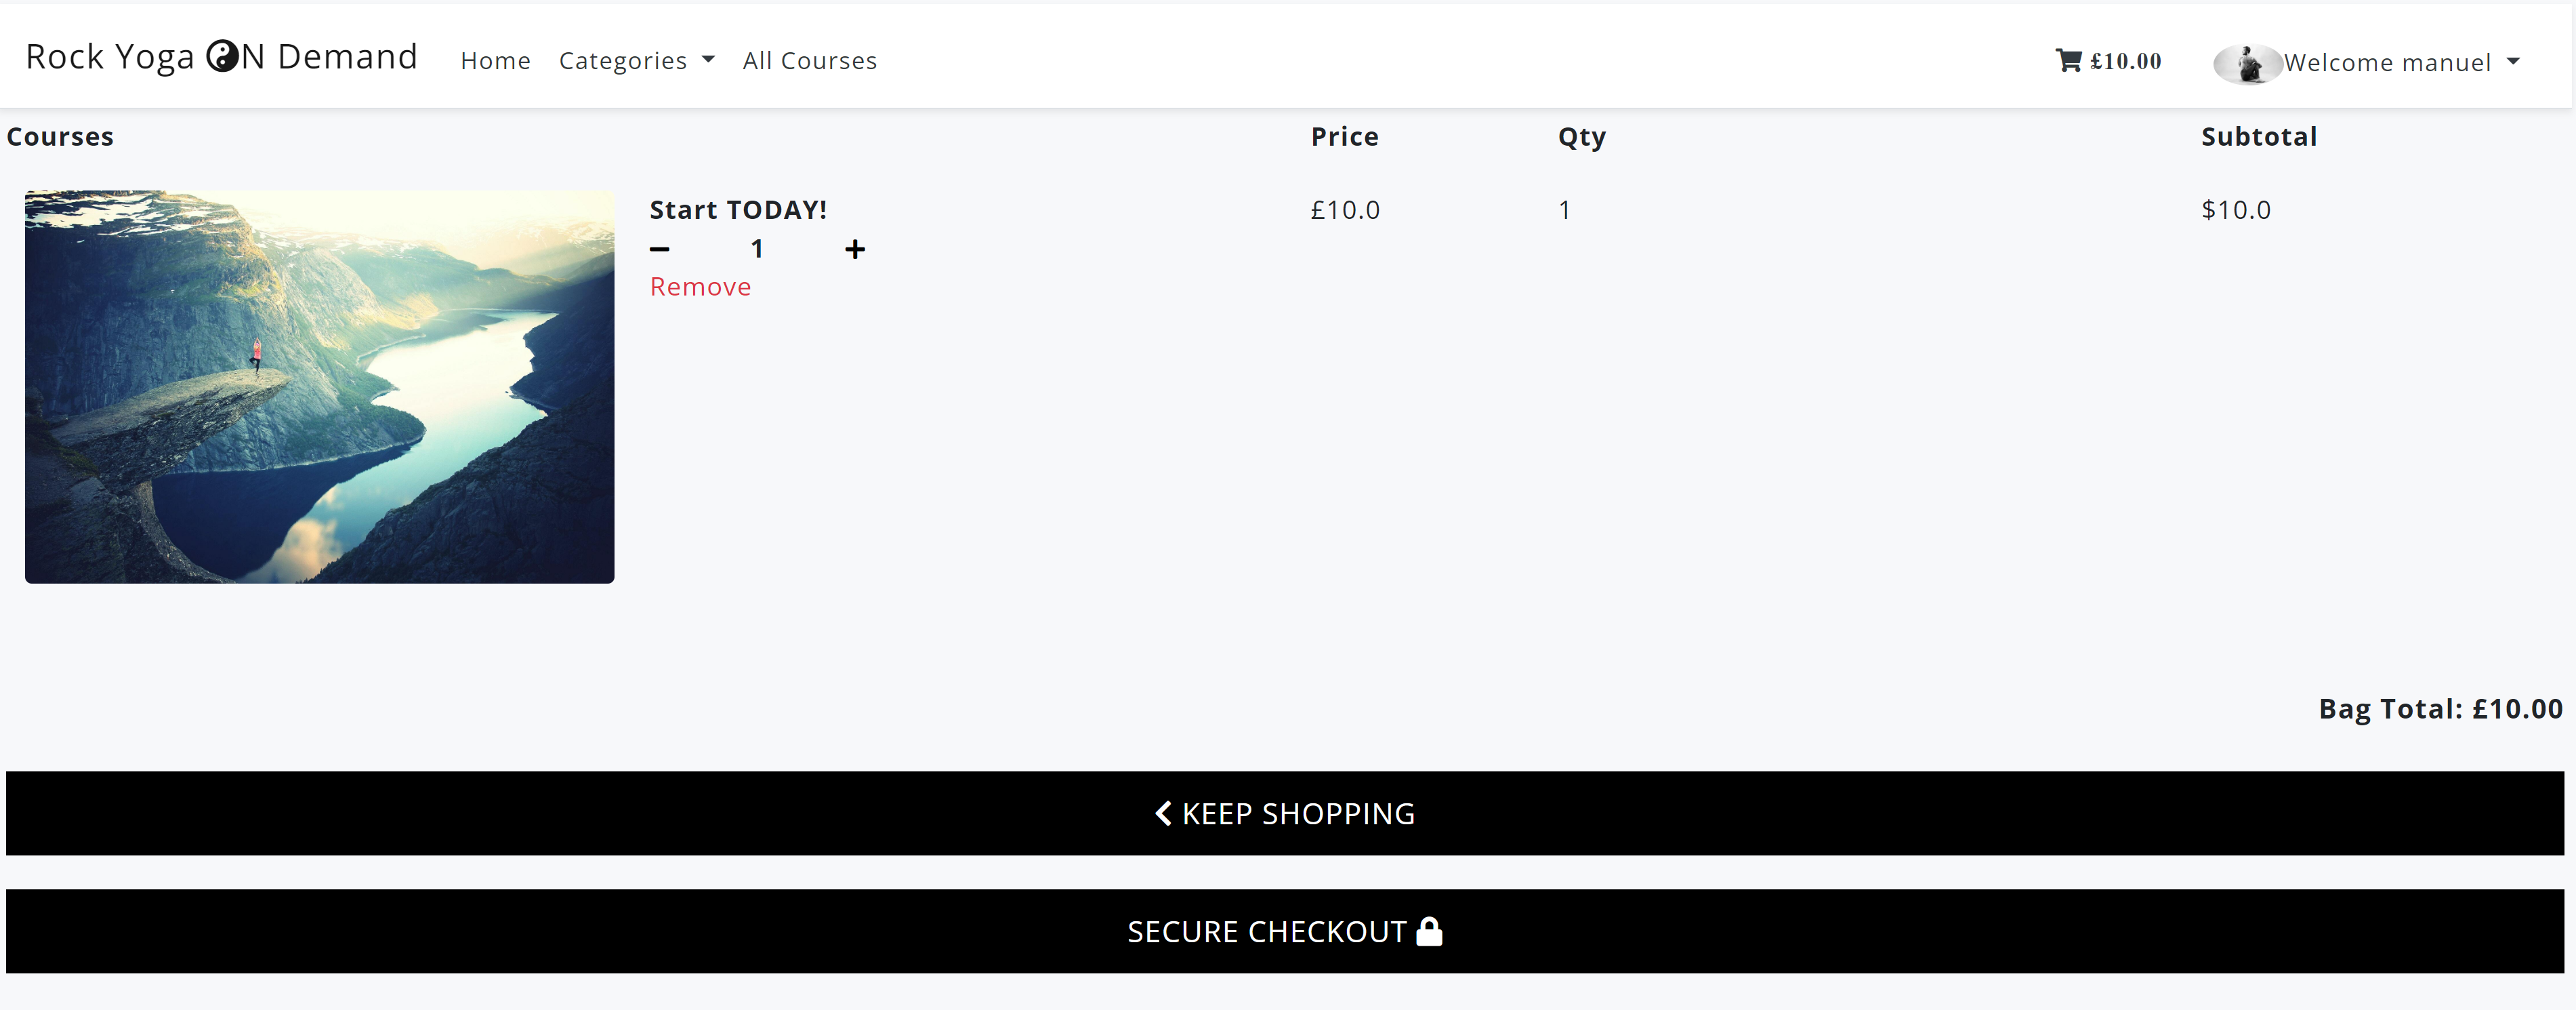 Rock Yoga ☯N Demand Home Categories All Courses £10.00 Welcome manuel
Courses Price Qty Subtotal
Start TODAY! £10.0 1 $10.0
1
Remove
Bag Total: £10.00
KEEP SHOPPING
SECURE CHECKOUT